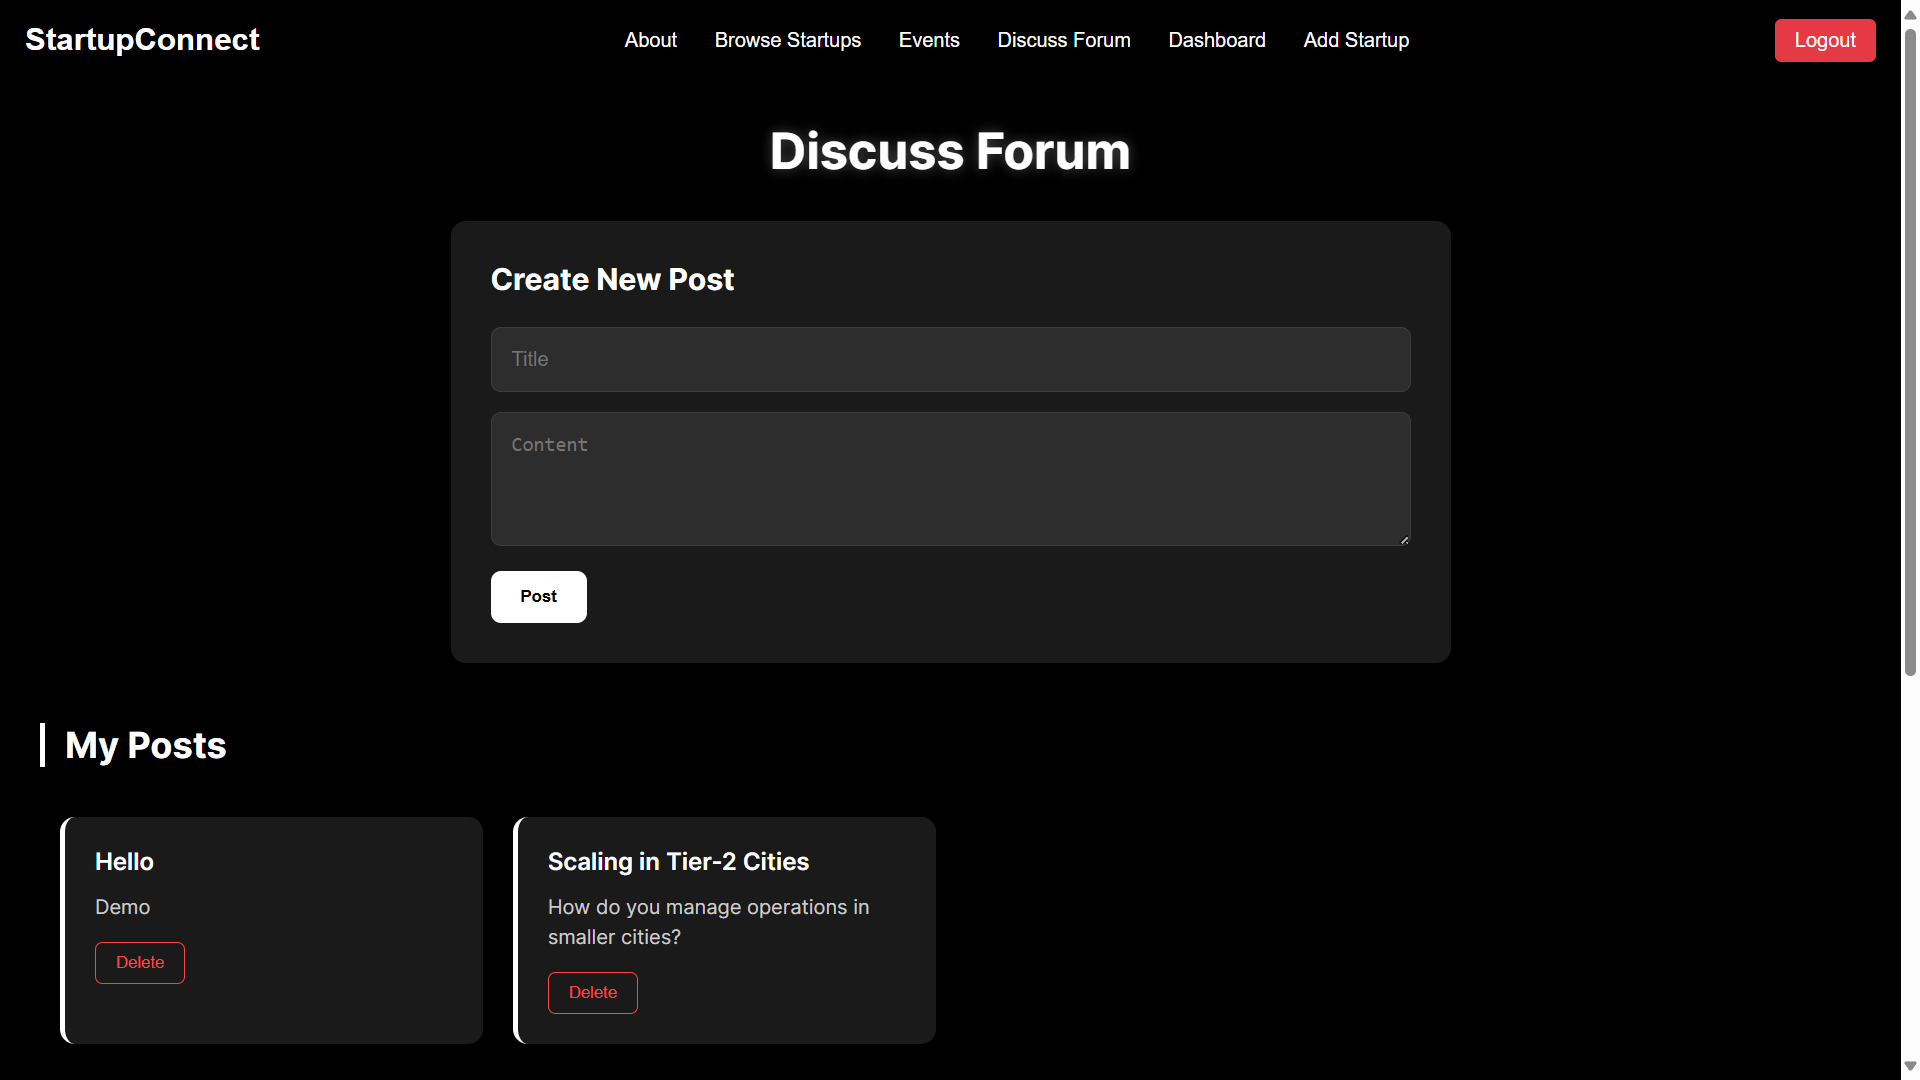 StartupConnect
About
Browse Startups
Events
Discuss Forum
Dashboard
Add Startup
Logout
Discuss Forum
Create New Post
Title
Content
Post
My Posts
Hello
Demo
Delete
Scaling in Tier-2 Cities
How do you manage operations in
smaller cities?
Delete